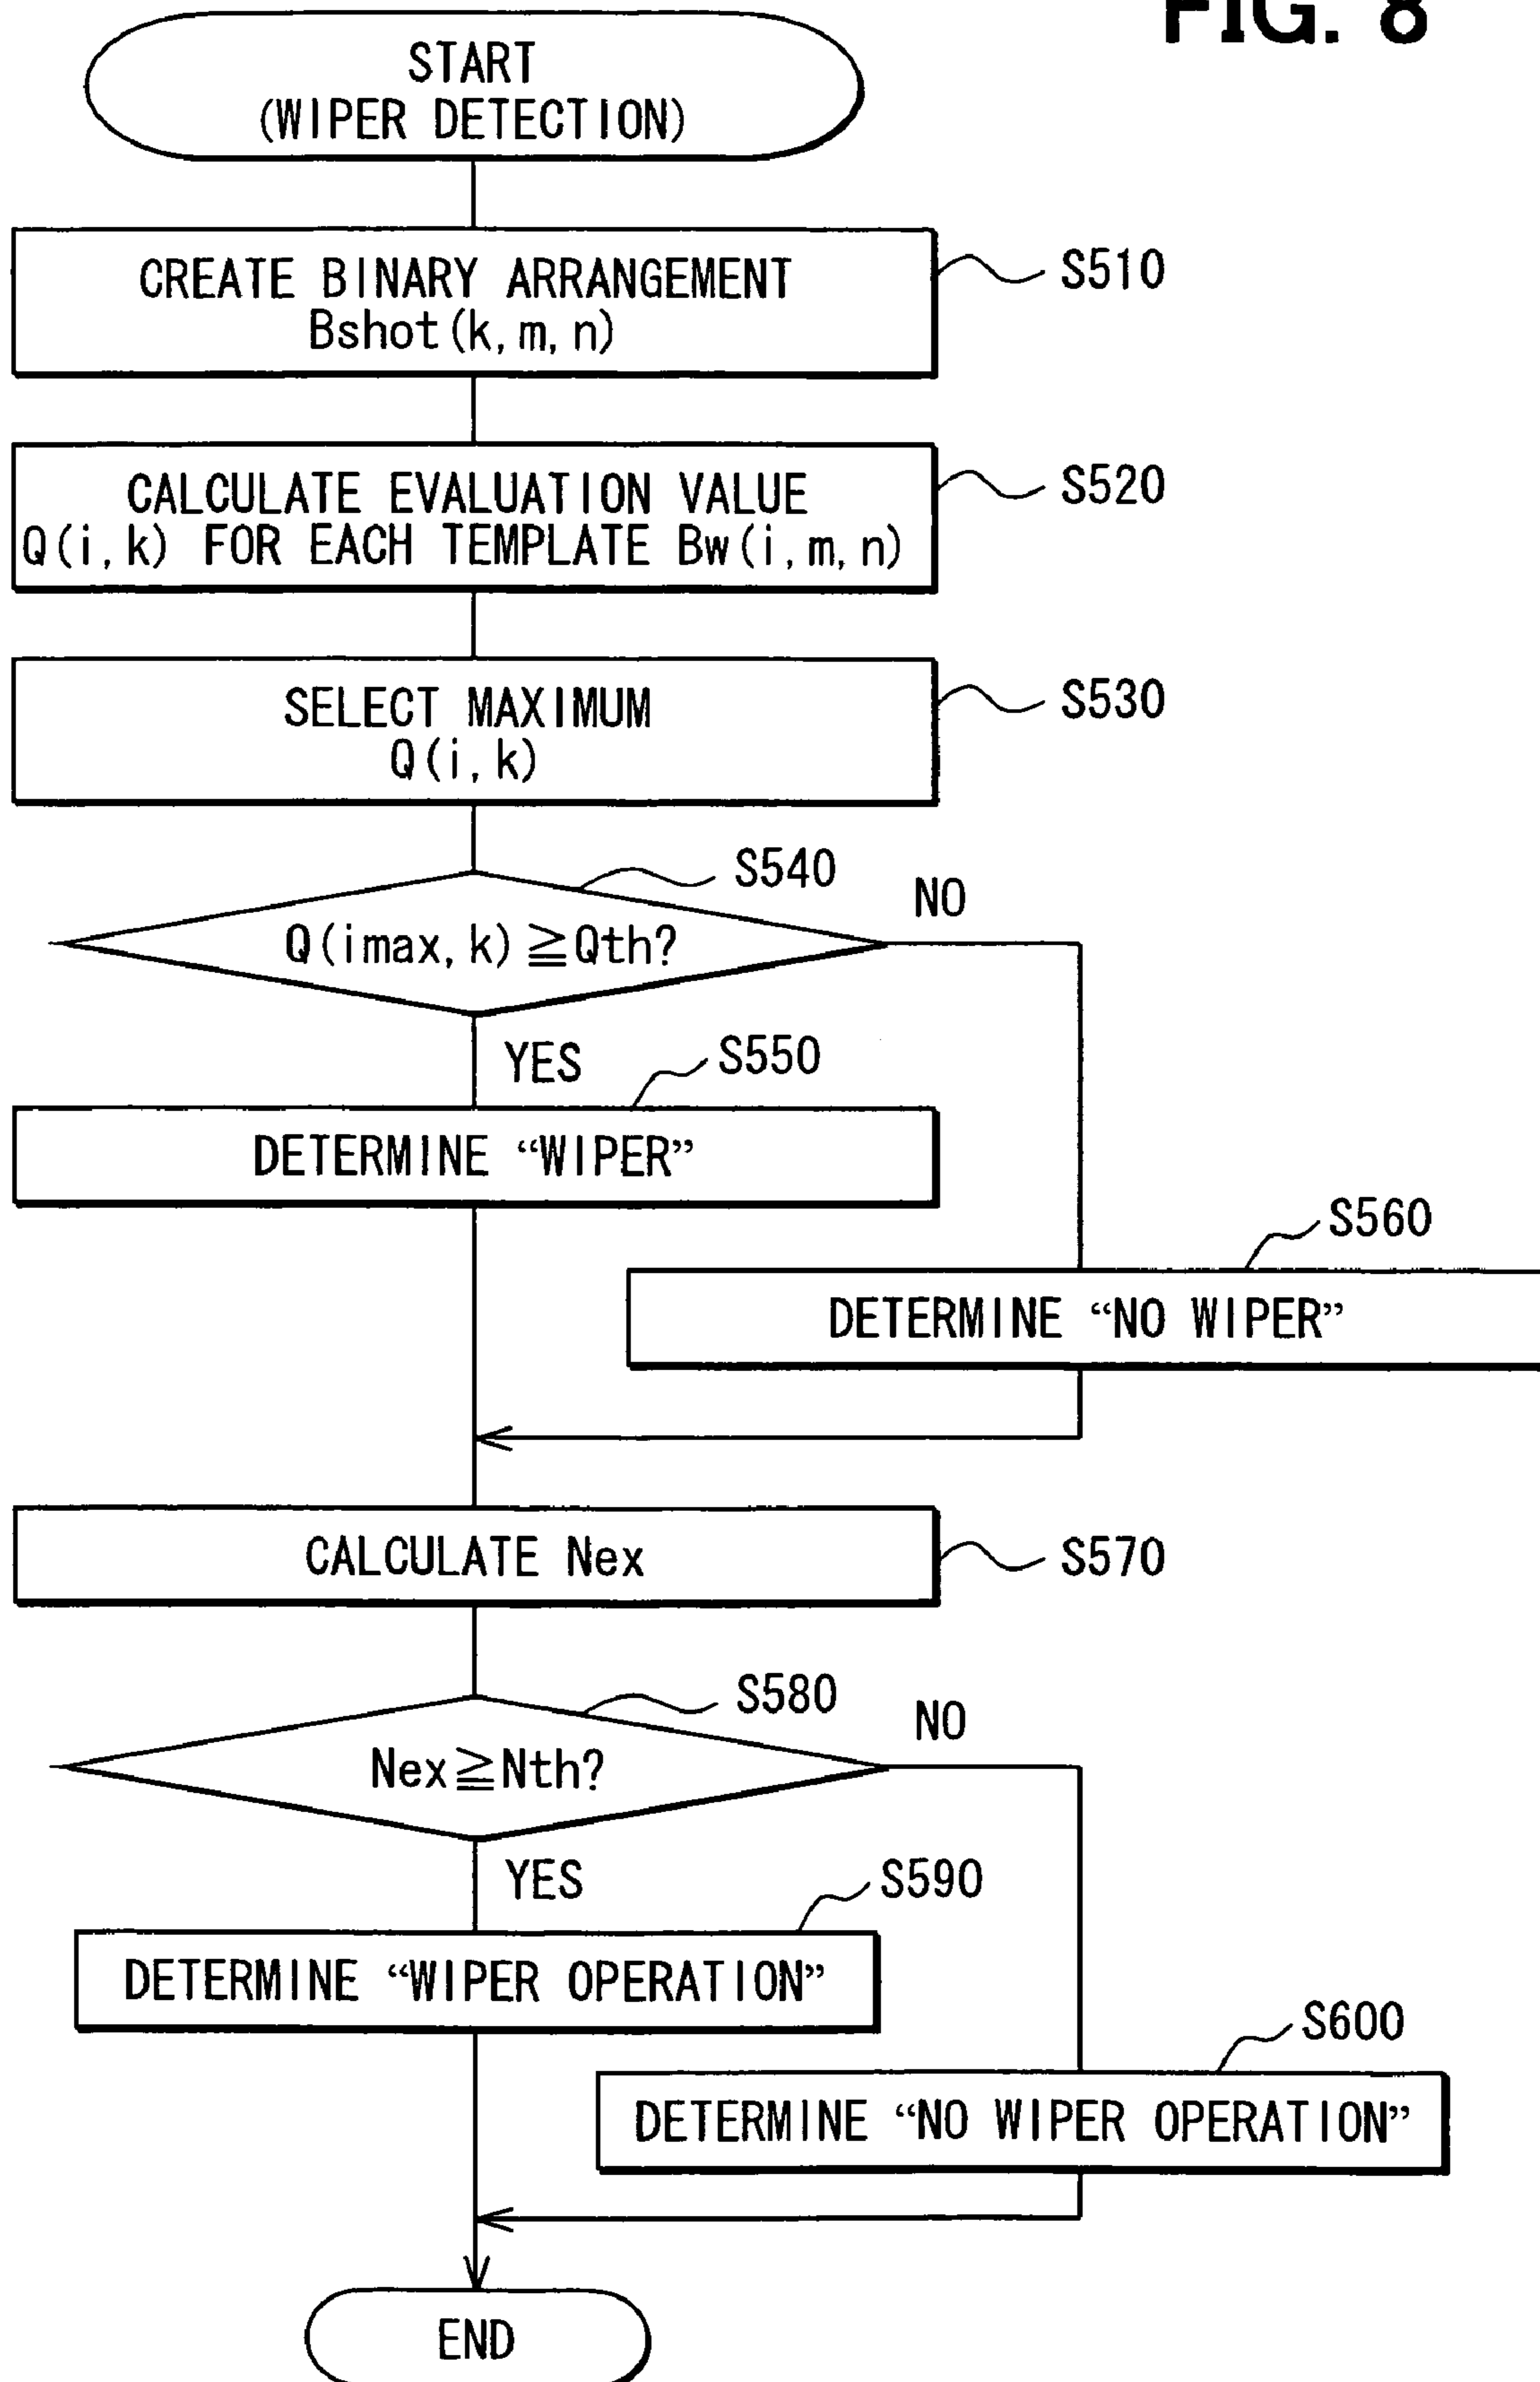 FIG. 8
START
(WIPER DETECTION)
CREATE BINARY ARRANGEMENT
Bshot(k,m,n)
S510
CALCULATE EVALUATION VALUE
Q(i,k) FOR EACH TEMPLATE Bw(i,m,n)
S520
SELECT MAXIMUM
Q(i,k)
S530
S540
NO
Q(imax,k)≧Qth?
YES
S550
DETERMINE “WIPER”
S560
DETERMINE “NO WIPER”
CALCULATE Nex
S570
S580
NO
Nex≧Nth?
YES
S590
DETERMINE “WIPER OPERATION”
S600
DETERMINE “NO WIPER OPERATION”
END